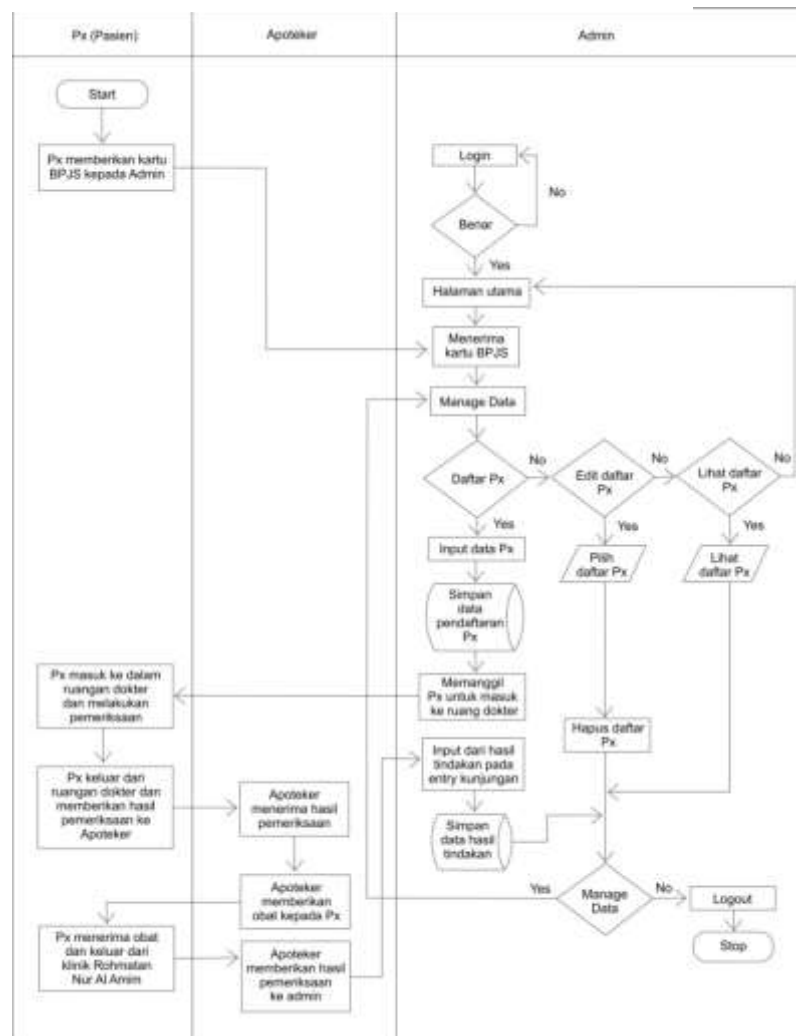 Px (Pasien)
Apoteker
Admin
Start
Px memberikan kartu
BPJS kepada Admin
Login
No
Benar
Yes
Halaman utama
Menerima
kartu BPJS
Manage Data
Daftar Px
No
Edit daftar
Px
No
Lihat daftar
Px
No
Yes
Yes
Yes
Input data Px
Pilih
daftar Px
Lihat
daftar Px
Simpan
data
pendaftaran
Px
Px masuk ke dalam
ruangan dokter
dan melakukan
pemeriksaan
Memanggil
Px untuk masuk
ke ruang dokter
Hapus daftar
Px
Input dari hasil
tindakan pada
entry kunjungan
Px keluar dari
ruangan dokter dan
memberikan hasil
pemeriksaan ke
Apoteker
Apoteker
menerima hasil
pemeriksaan
Simpan
data hasil
tindakan
Apoteker
memberikan
obat kepada Px
Yes
Manage
Data
No
Logout
Stop
Px menerima obat
dan keluar dari
klinik Rohmatan
Nur Al Amim
Apoteker
memberikan hasil
pemeriksaan
ke admin